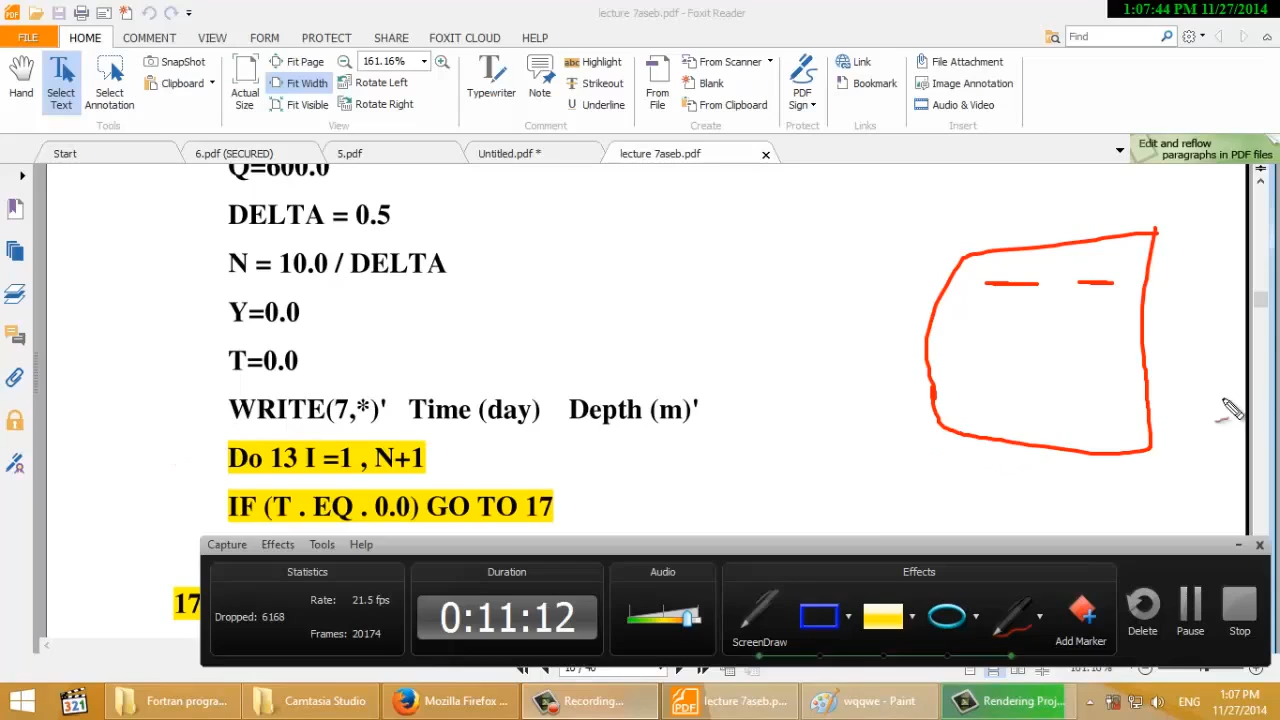 lecture 7aseb.pdf - Foxit Reader
1:07:44 PM 11/27/2014
FILE HOME COMMENT VIEW FORM PROTECT SHARE FOXIT CLOUD HELP
Find
Hand
Select Text
Select Annotation
SnapShot
Clipboard
Tools
Actual Size
Fit Page
Fit Width
Fit Visible
161.16%
Rotate Left
Rotate Right
View
Typewriter
Note
Highlight
Strikeout
Underline
Comment
From File
From Scanner
Blank
From Clipboard
Create
PDF Sign
Protect
Link
Bookmark
Links
File Attachment
Image Annotation
Audio & Video
Insert
Start 6.pdf (SECURED) 5.pdf Untitled.pdf * lecture 7aseb.pdf
Edit and reflow
paragraphs in PDF files
Q=600.0
DELTA = 0.5
N = 10.0 / DELTA
Y=0.0
T=0.0
WRITE(7,*)' Time (day) Depth (m)'
Do 13 I =1 , N+1
IF (T . EQ . 0.0) GO TO 17
17
Capture Effects Tools Help
Statistics
Dropped: 6168
Rate: 21.5 fps
Frames: 20174
Duration
0:11:12
Audio
Effects
ScreenDraw
Add Marker
Delete
Pause
Stop
Fortran progra... Camtasia Studio Mozilla Firefox Recording... lecture 7aseb.p... wqqwe - Paint Rendering Proj...
ENG
1:07 PM
11/27/2014